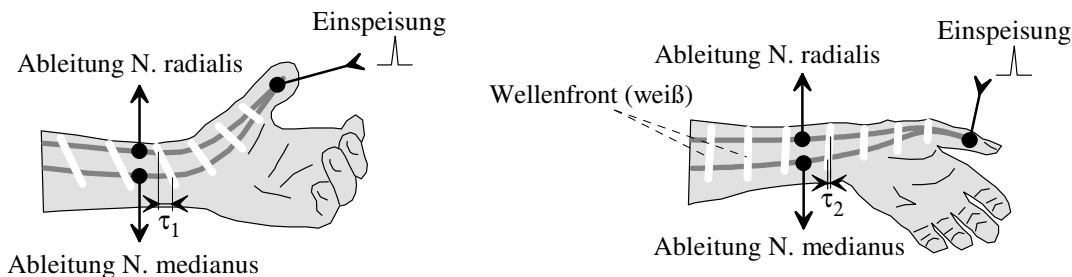 Einspeisung
Ableitung N. radialis
τ1
Ableitung N. medianus
Einspeisung
Ableitung N. radialis
Wellenfront (weiß)
τ2
Ableitung N. medianus